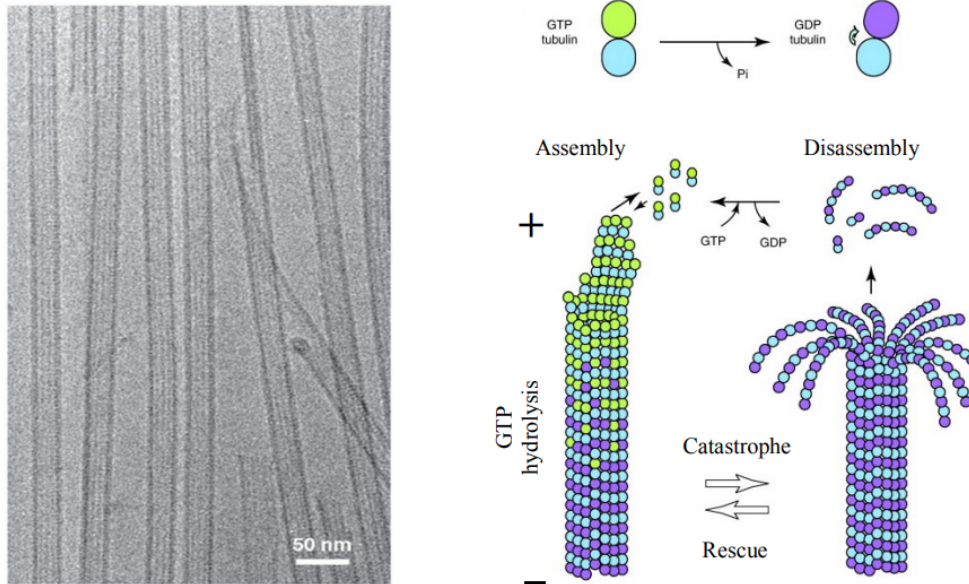 50 nm
GTP
tubulin
GDP
tubulin
Pi
Assembly
Disassembly
+
GTP
GDP
GTP
hydrolysis
Catastrophe
Rescue
–